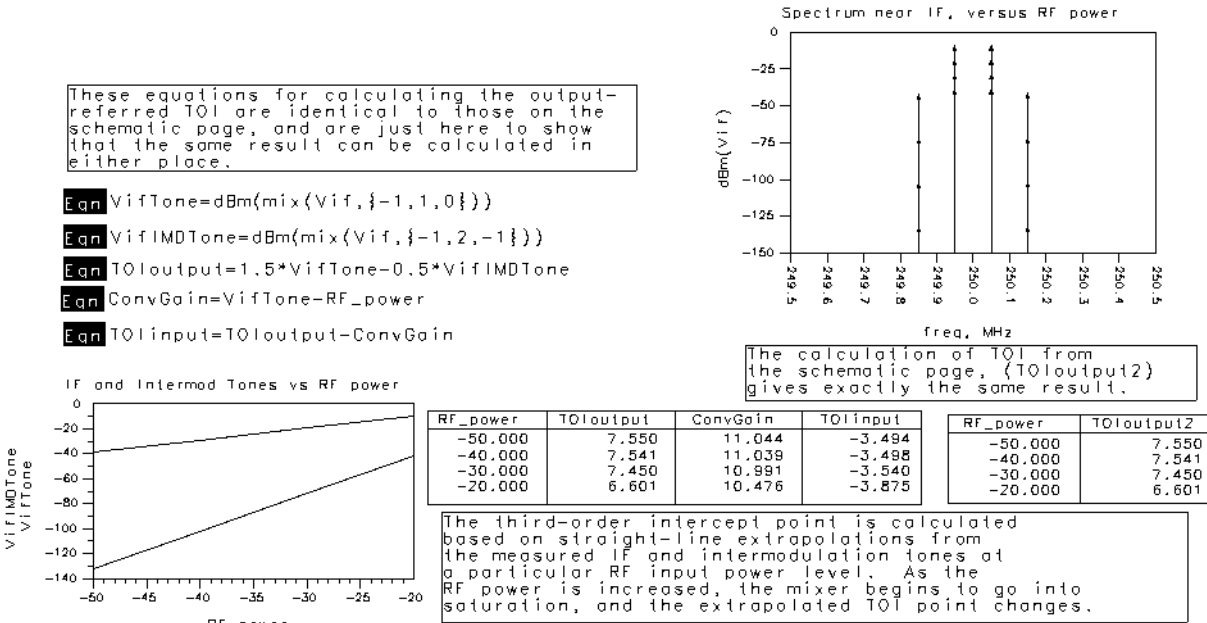 Spectrum near IF, versus RF power
0
-25
-50
-75
-100
-125
-150
dBm(Vif)
249.5
249.6
249.7
249.8
249.9
250.0
250.1
250.2
250.3
250.4
250.5
freq, MHz
These equations for calculating the output-
referred TOI are identical to those on the
schematic page, and are just here to show
that the same result can be calculated in
either place.
Eqn VifTone=dBm(mix(Vif,{-1,1,0}))
Eqn VifIMDTone=dBm(mix(Vif,{-1,2,-1}))
Eqn TOIoutput=1.5*VifTone-0.5*VifIMDTone
Eqn ConvGain=VifTone-RF_power
Eqn TOIinput=TOIoutput-ConvGain
The calculation of TOI from
the schematic page, (TOIoutput2)
gives exactly the same result.
IF and Intermod Tones vs RF power
0
-20
-40
-60
-80
-100
-120
-140
VifIMDTone
VifTone
-50
-45
-40
-35
-30
-25
-20
RF_power TOIoutput ConvGain TOIinput
-50.000 7.550 11.044 -3.494
-40.000 7.541 11.039 -3.498
-30.000 7.450 10.991 -3.540
-20.000 6.601 10.476 -3.875
RF_power TOIoutput2
-50.000 7.550
-40.000 7.541
-30.000 7.450
-20.000 6.601
The third-order intercept point is calculated
based on straight-line extrapolations from
the measured IF and intermodulation tones at
a particular RF input power level. As the
RF power is increased, the mixer begins to go into
saturation, and the extrapolated TOI point changes.